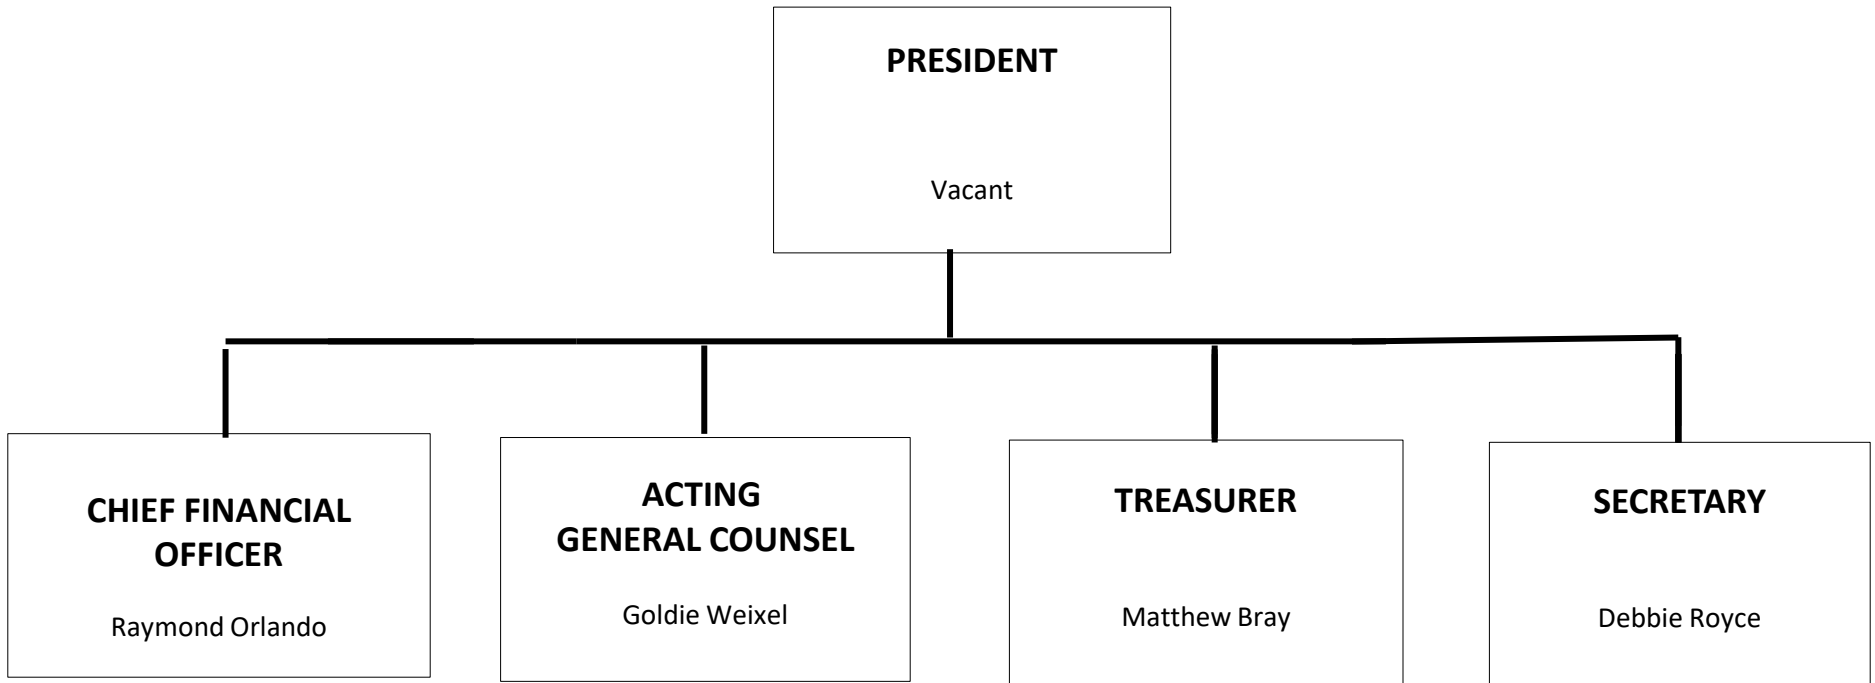 PRESIDENT
Vacant
CHIEF FINANCIAL
OFFICER
Raymond Orlando
ACTING
GENERAL COUNSEL
Goldie Weixel
TREASURER
Matthew Bray
SECRETARY
Debbie Royce